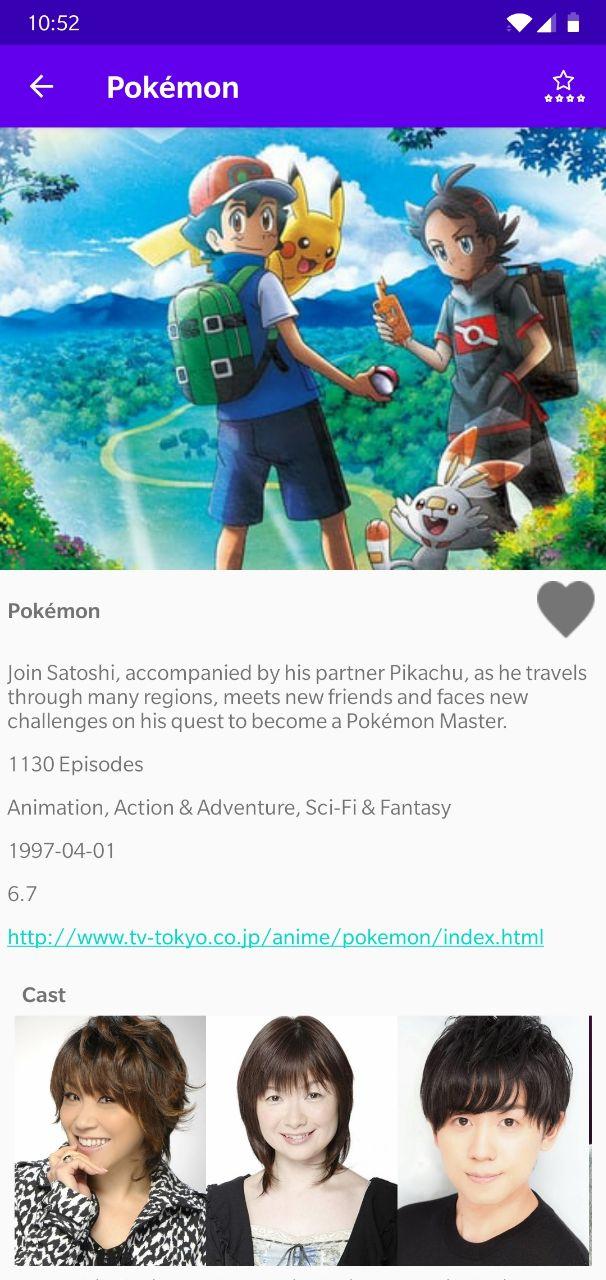 10:52
Pokémon
Pokémon
Join Satoshi, accompanied by his partner Pikachu, as he travels
through many regions, meets new friends and faces new
challenges on his quest to become a Pokémon Master.
1130 Episodes
Animation, Action & Adventure, Sci-Fi & Fantasy
1997-04-01
6.7
http://www.tv-tokyo.co.jp/anime/pokemon/index.html
Cast